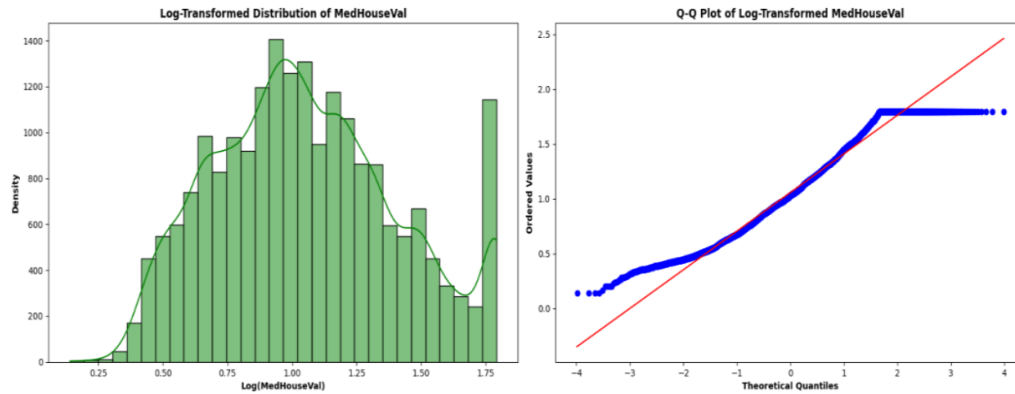 Log-Transformed Distribution of MedHouseVal
Density
1400
1200
1000
800
600
400
200
0
0.25 0.50 0.75 1.00 1.25 1.50 1.75
Log(MedHouseVal)
Q-Q Plot of Log-Transformed MedHouseVal
Ordered Values
2.5
2.0
1.5
1.0
0.5
0.0
−4 −3 −2 −1 0 1 2 3 4
Theoretical Quantiles